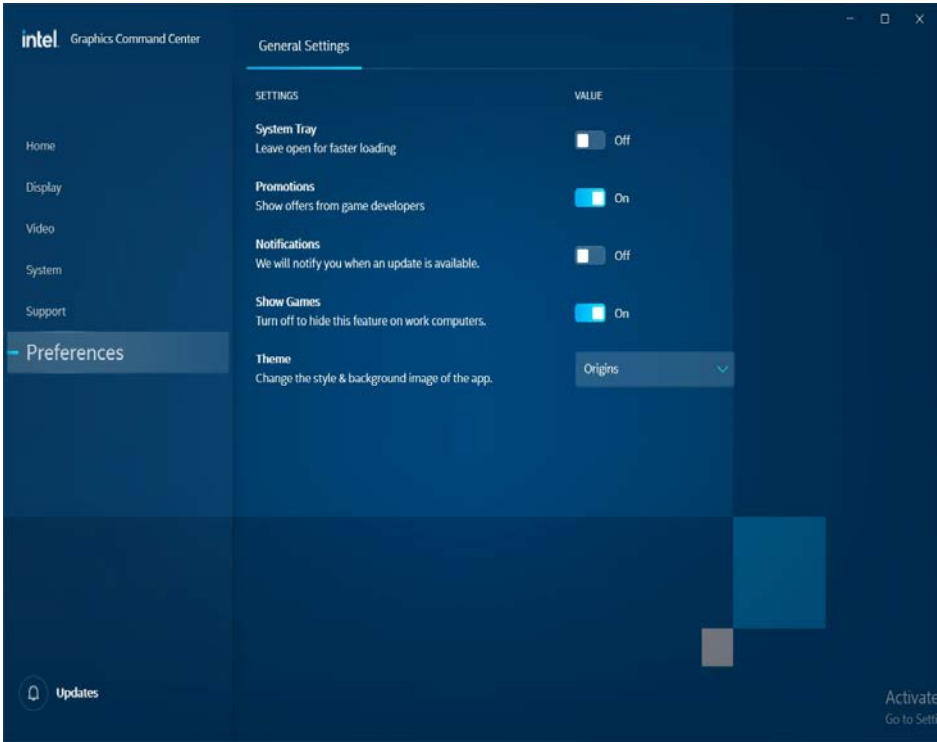 intel. Graphics Command Center
General Settings
SETTINGS VALUE
System Tray
Leave open for faster loading
Off
Promotions
Show offers from game developers
On
Notifications
We will notify you when an update is available.
Off
Show Games
Turn off to hide this feature on work computers.
On
Theme
Change the style & background image of the app.
Origins
Home
Display
Video
System
Support
Preferences
Updates
Activate
Go to Setti